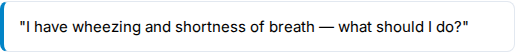 "I have wheezing and shortness of breath — what should I do?"